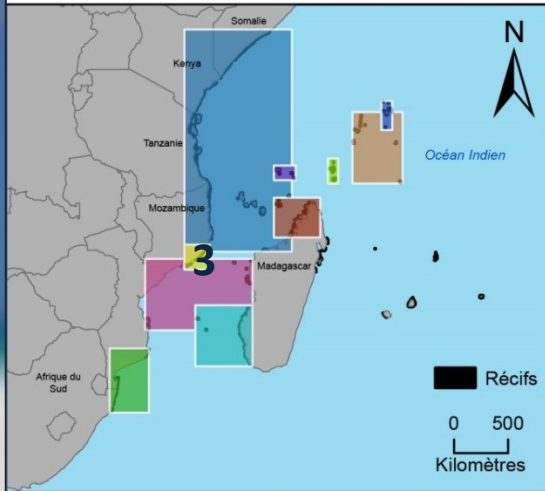 Somalie
N
Kenya
Tanzanie
Océan Indien
Mozambique
3
Madagascar
Afrique du
Sud
Récifs
0 500
Kilomètres